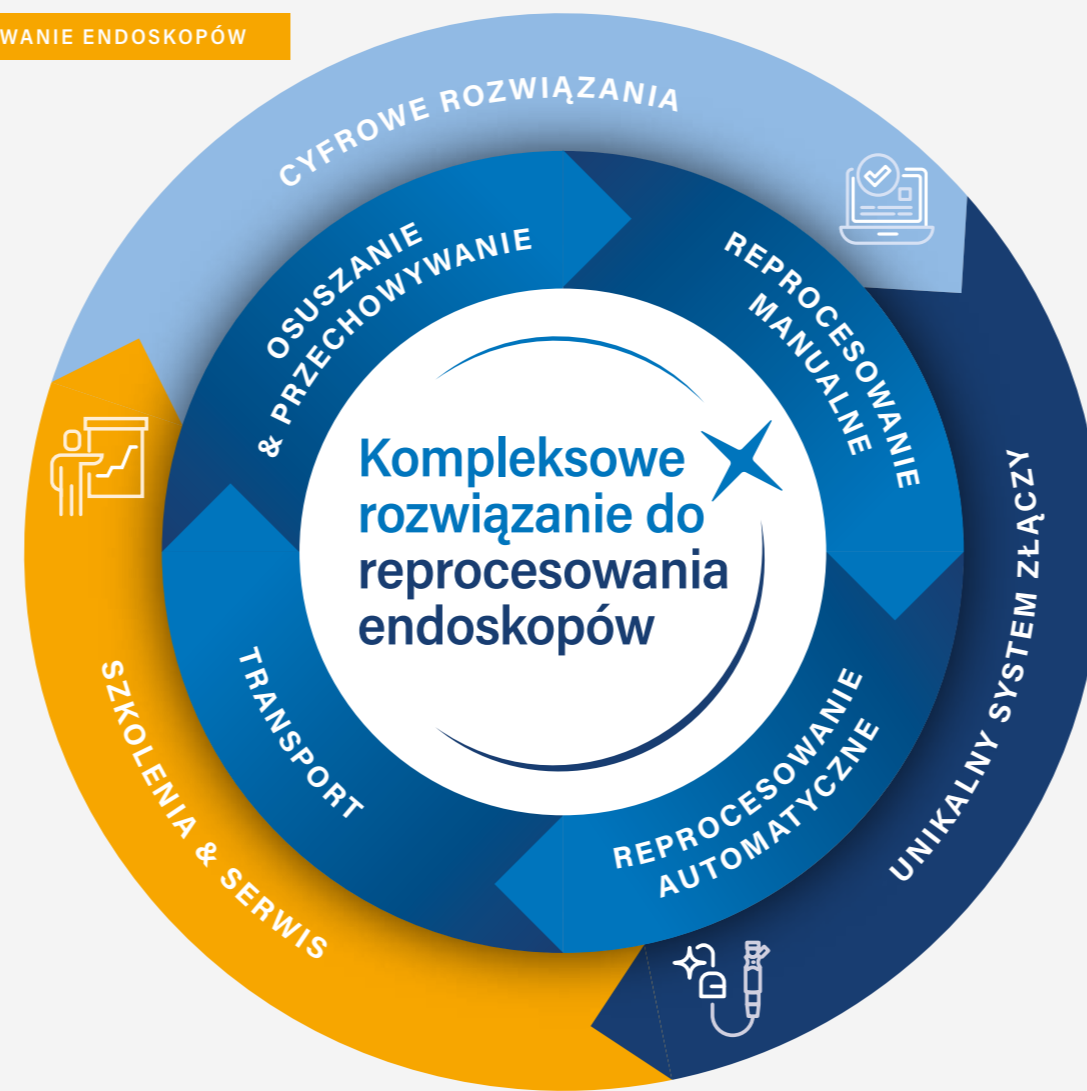 WANIE ENDOSKOPÓW
CYFROWE ROZWIĄZANIA
OSUSZANIE
& PRZECHOWYWANIE
REPROCESOWANIE
MANUALNE
Kompleksowe
rozwiązanie do
reprocesowania
endoskopów
UNIKALNY SYSTEM ZŁĄCZY
TRANSPORT
REPROCESOWANIE
AUTOMATYCZNE
SZKOLENIA & SERWIS